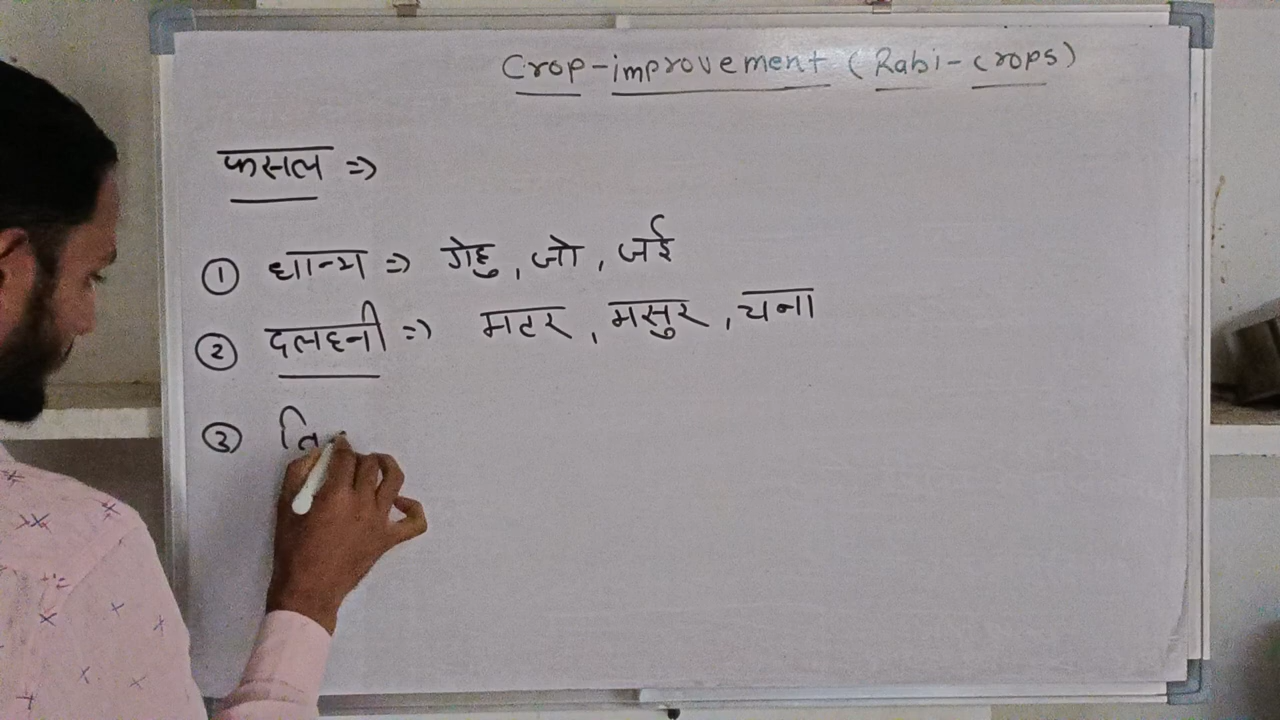 Crop-improvement (Rabi-crops)
फसल =>
① धान्य => गेहु, जो, जई
② दलहनी => मटर, मसुर, चना
③ ति